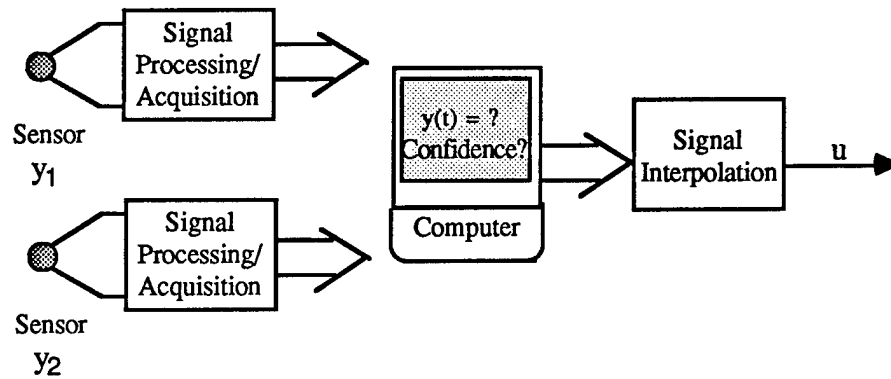 Signal
Processing/
Acquisition
Sensor
y1
y(t) = ?
Confidence?
Computer
Signal
Interpolation
u
Signal
Processing/
Acquisition
Sensor
y2